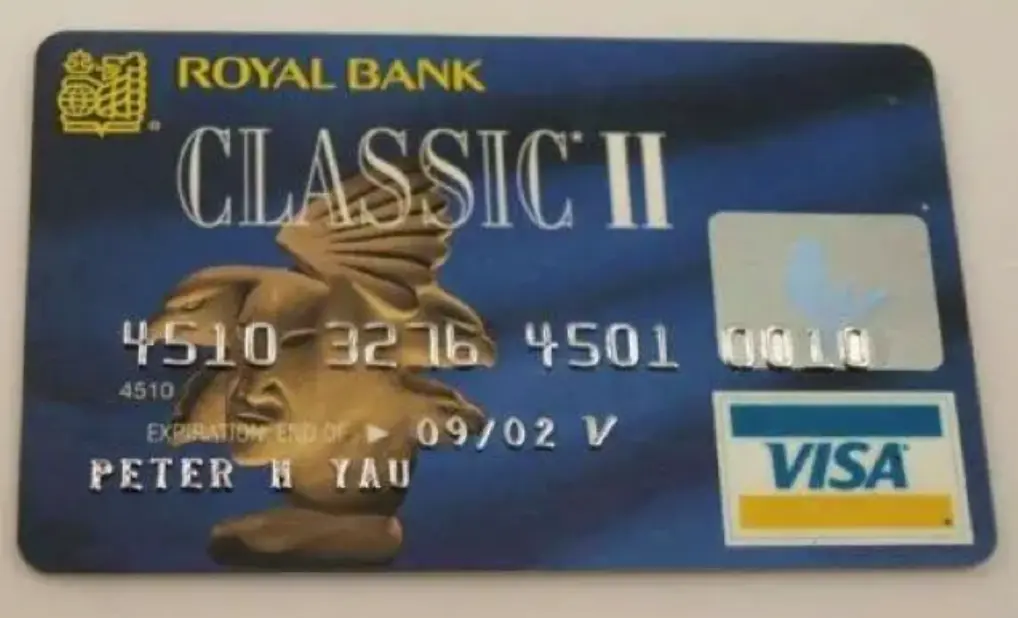 ROYAL BANK
CLASSIC II
4510 3276 4501 0010
4510
EXPIRATION END OF ▶ 09/02 V
PETER H YAU
VISA